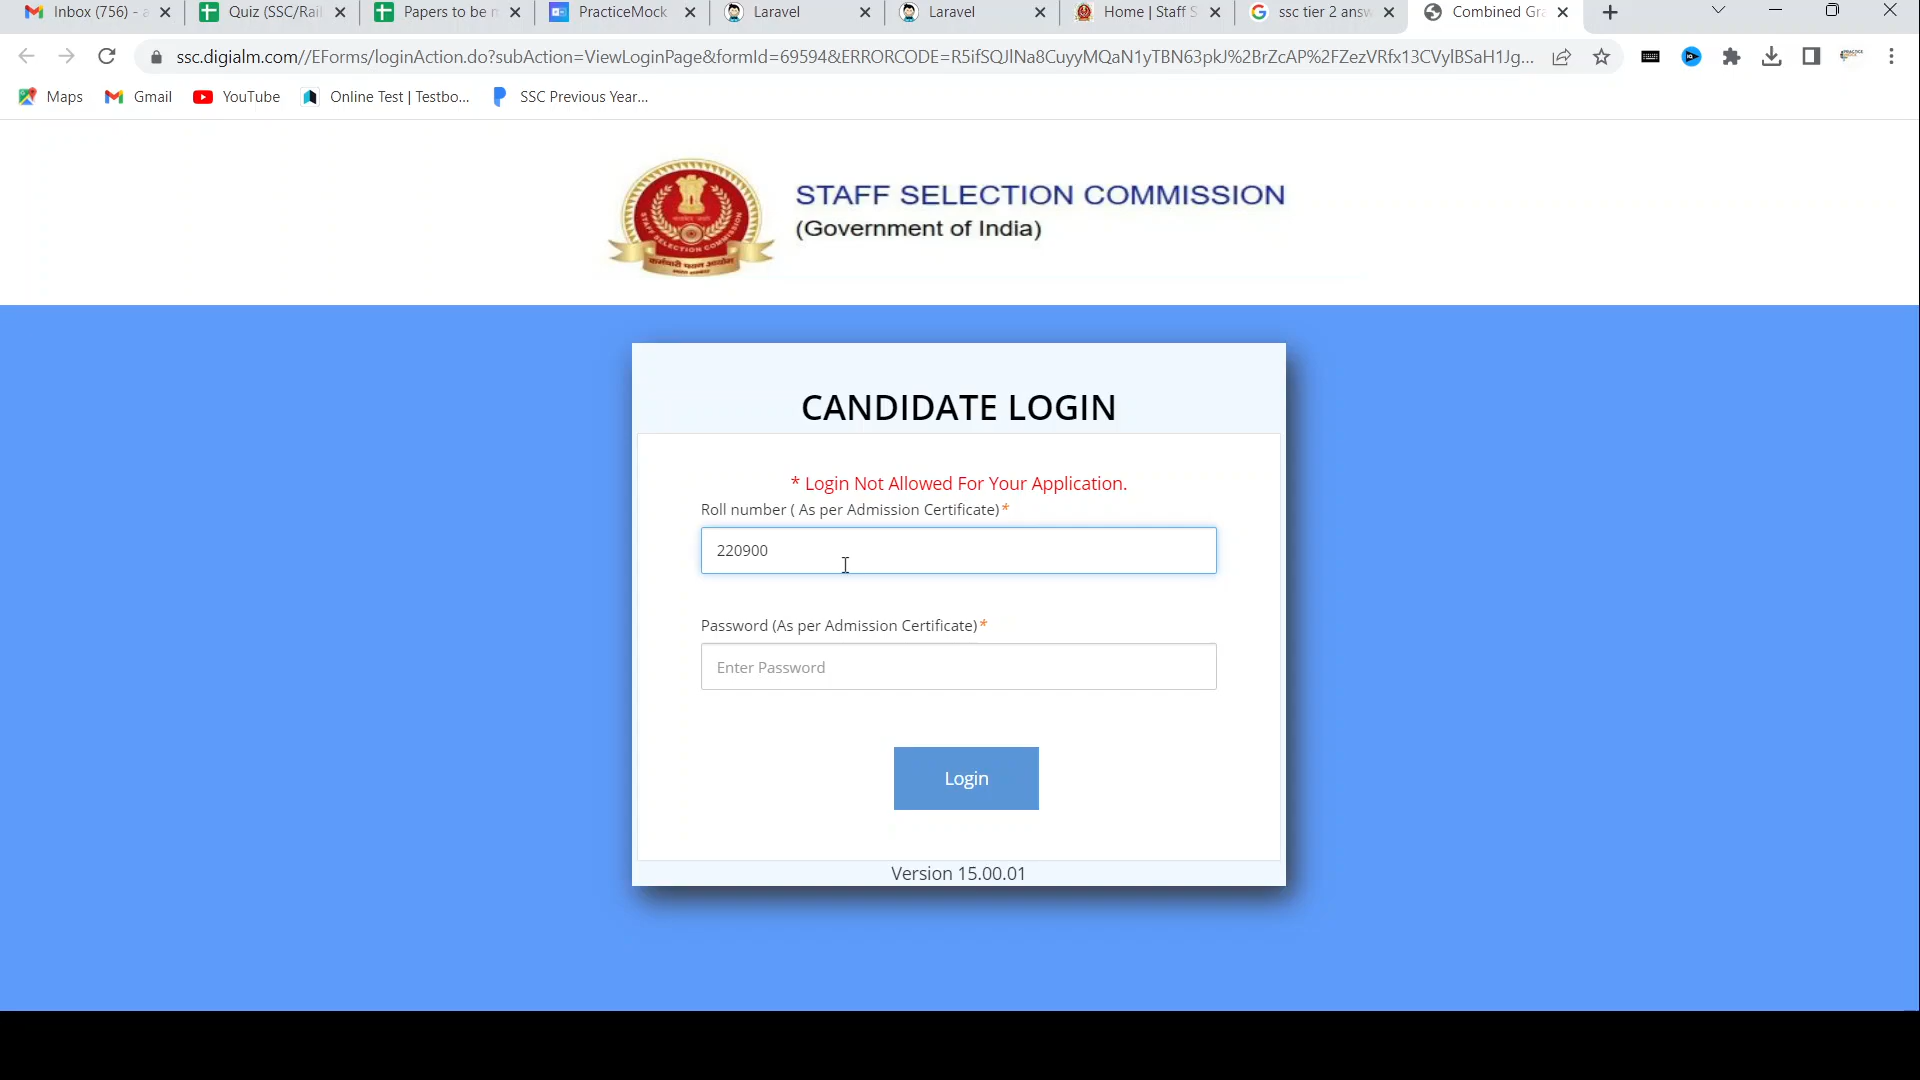 Inbox (756) - a
Quiz (SSC/Rail
Papers to be m
PracticeMock
Laravel
Laravel
Home | Staff S
ssc tier 2 answ
Combined Gra
ssc.digialm.com//EForms/loginAction.do?subAction=ViewLoginPage&formId=69594&ERRORCODE=R5ifSQJlNa8CuyyMQaN1yTBN63pkJ%2BrZcAP%2FZezVRfx13CVylBSaH1Jg...
Maps
Gmail
YouTube
Online Test | Testbo...
SSC Previous Year...
STAFF SELECTION COMMISSION
(Government of India)
CANDIDATE LOGIN
* Login Not Allowed For Your Application.
Roll number ( As per Admission Certificate)*
220900
Password (As per Admission Certificate)*
Enter Password
Login
Version 15.00.01